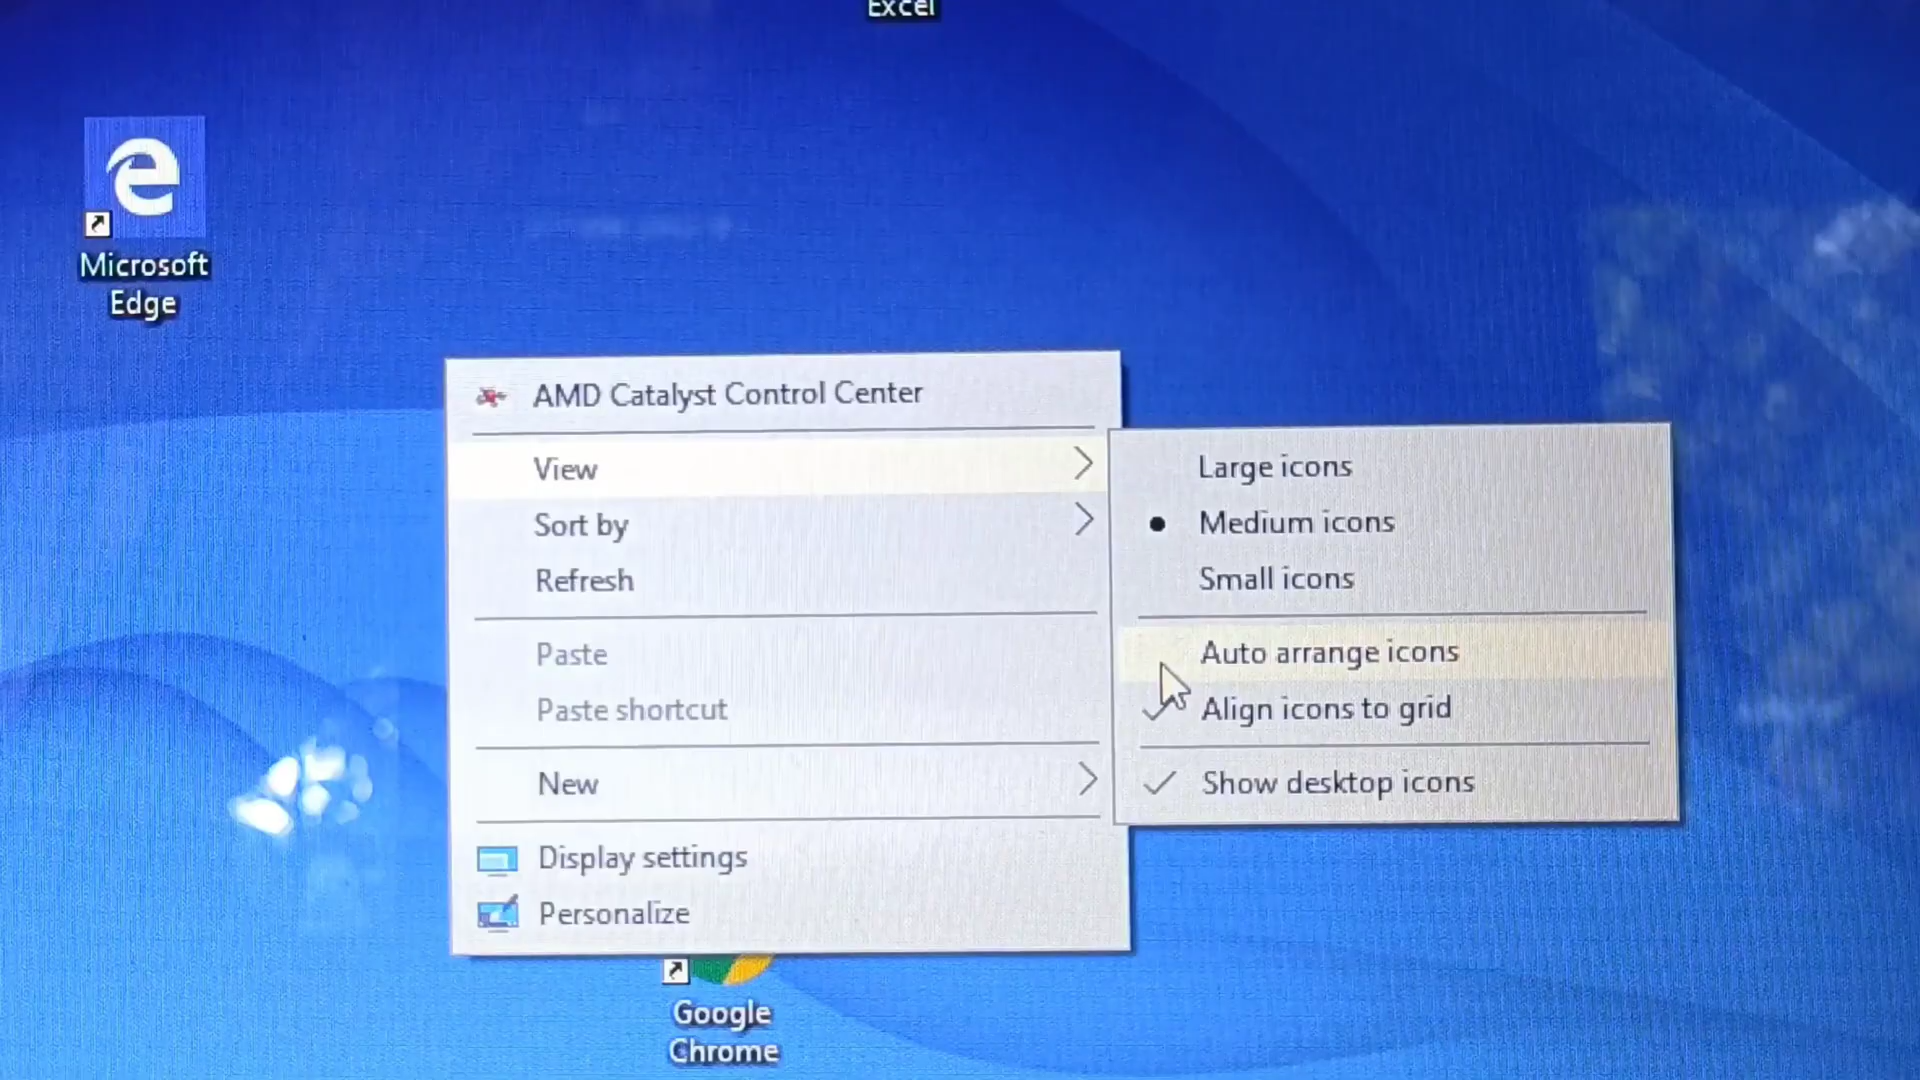 Excel
Microsoft
Edge
AMD Catalyst Control Center
View
Sort by
Refresh
Paste
Paste shortcut
New
Display settings
Personalize
Large icons
Medium icons
Small icons
Auto arrange icons
Align icons to grid
Show desktop icons
Google
Chrome